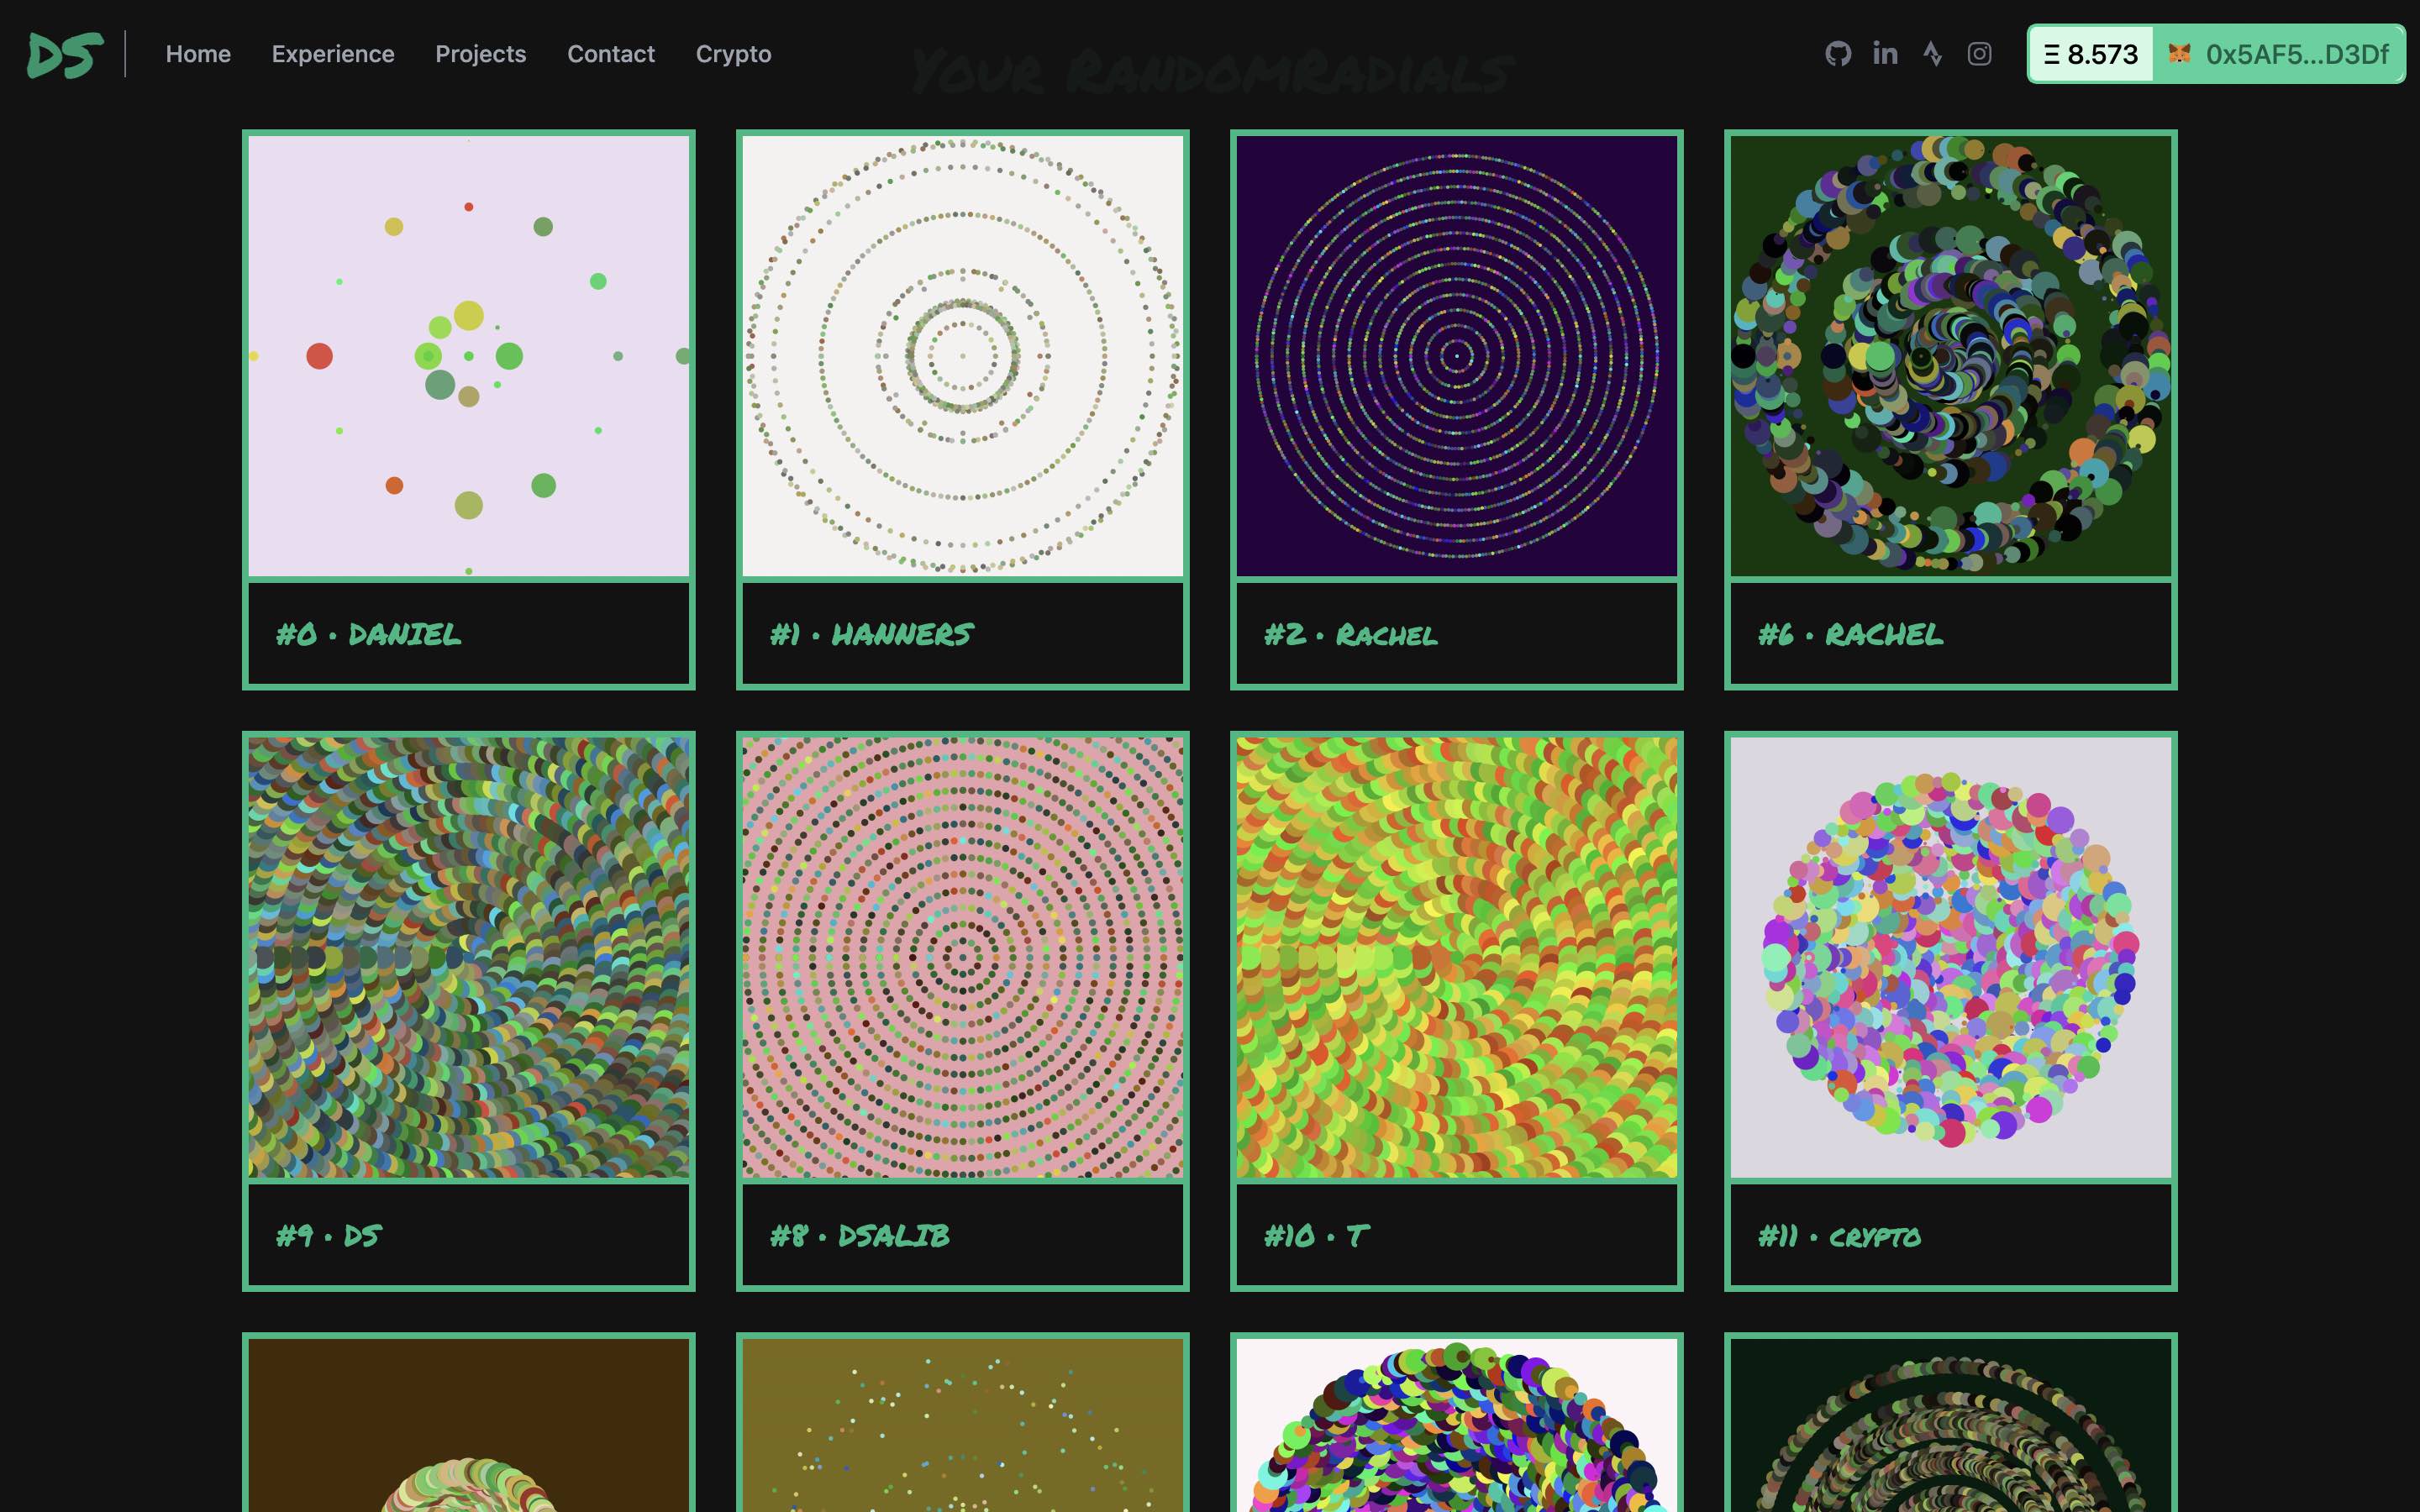 DS
Home Experience Projects Contact Crypto
Ξ 8.573 0x5AF5...D3Df
Your RandomRadials
#0 • DANIEL
#1 • HANNERS
#2 • Rachel
#6 • RACHEL
#9 • DS
#8 • DSALIB
#10 • T
#11 • crypto